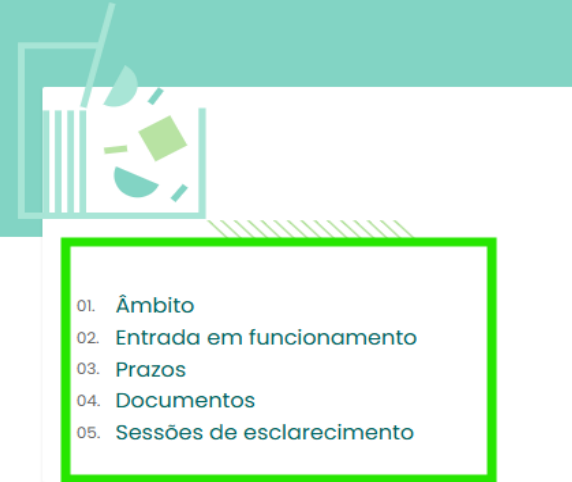 01. Âmbito
02. Entrada em funcionamento
03. Prazos
04. Documentos
05. Sessões de esclarecimento